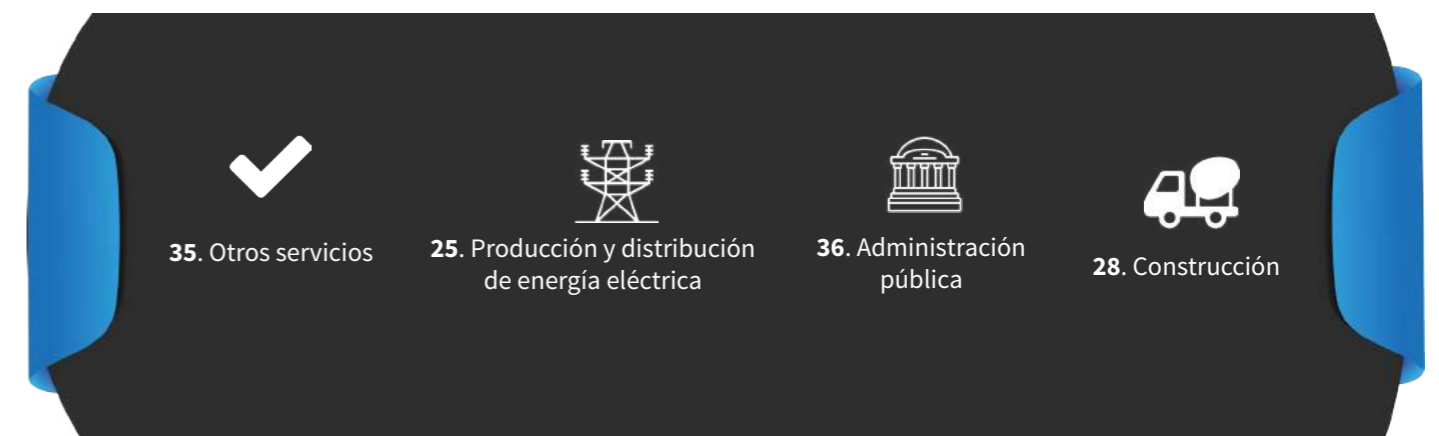 35. Otros servicios
25. Producción y distribución
de energía eléctrica
36. Administración
pública
28. Construcción